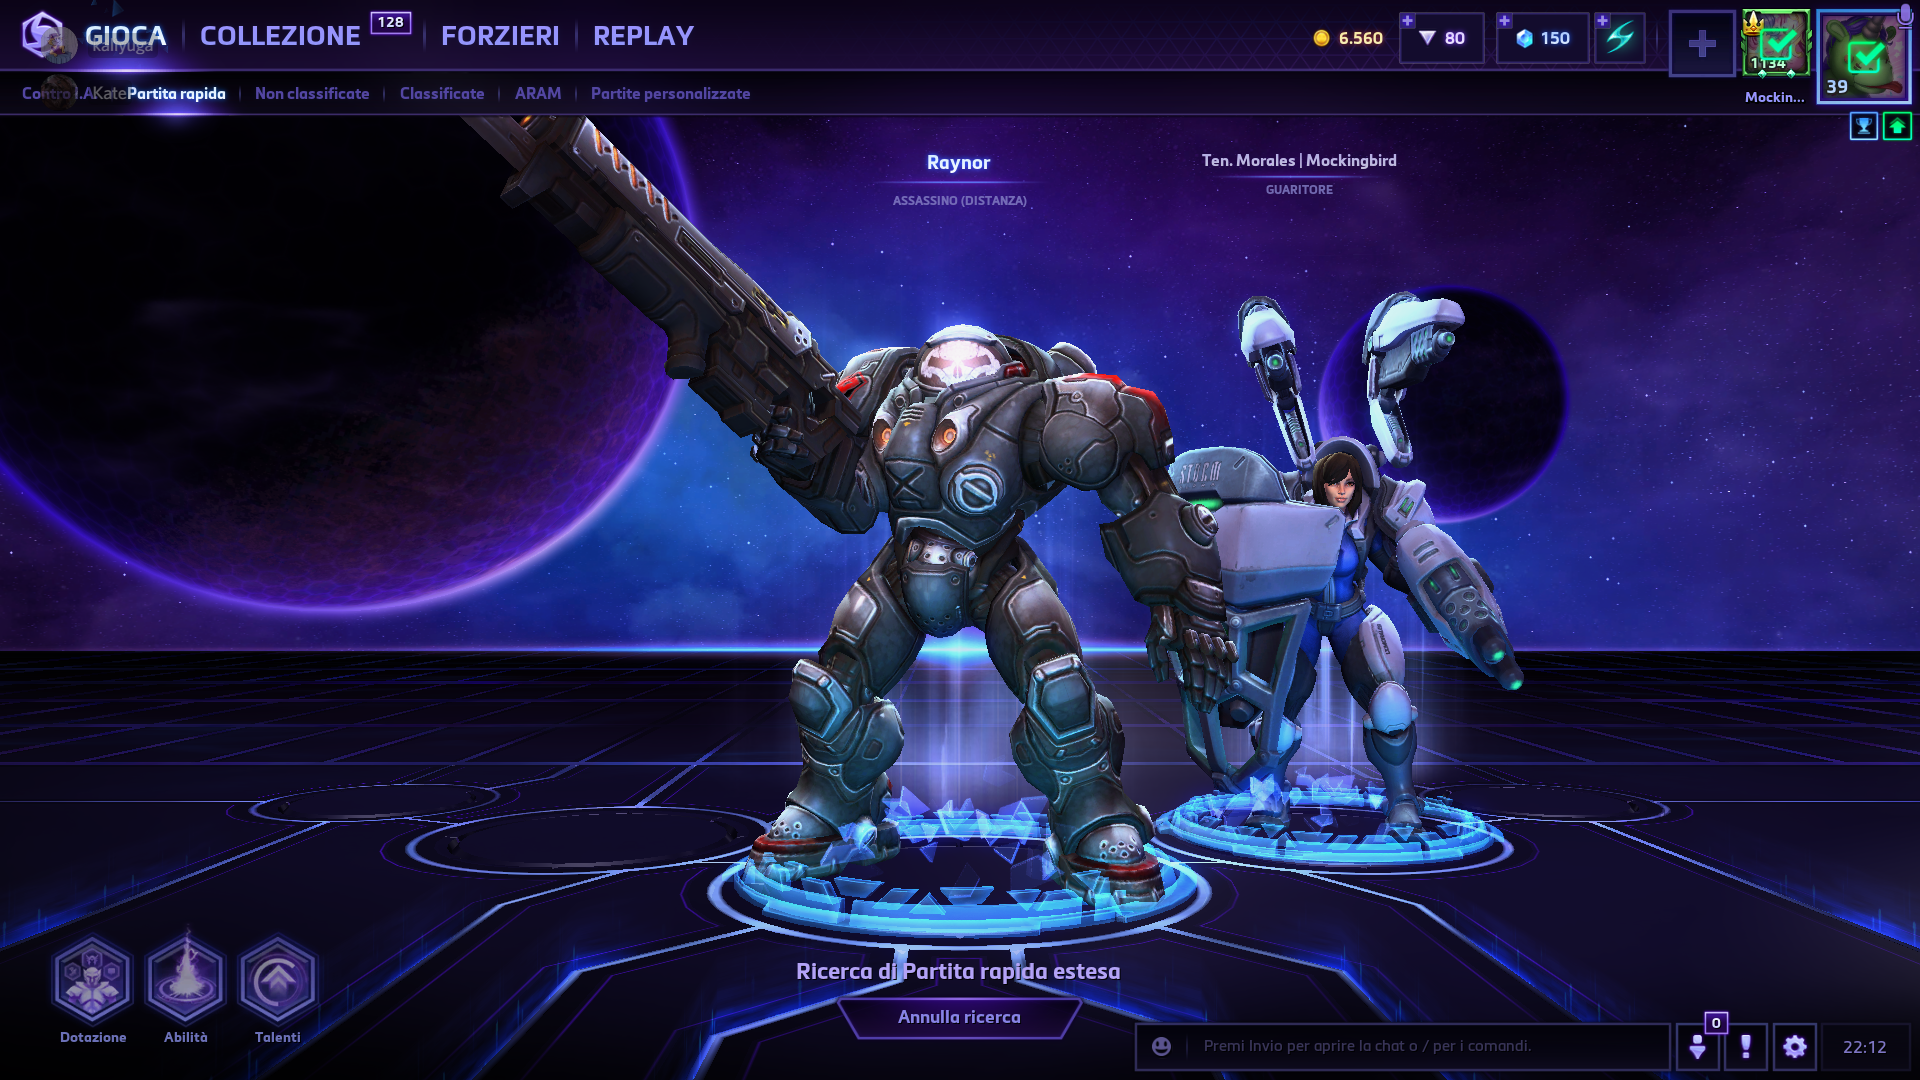 GIOCA
COLLEZIONE
128
FORZIERI
REPLAY
kaliyuga
6.560
80
150
1134
39
Mockin...
Kate
Partita rapida
Non classificate
Classificate
ARAM
Partite personalizzate
Raynor
ASSASSINO (DISTANZA)
Ten. Morales | Mockingbird
GUARITORE
Ricerca di Partita rapida estesa
Annulla ricerca
Dotazione
Abilità
Talenti
Premi Invio per aprire la chat o / per i comandi.
0
22:12